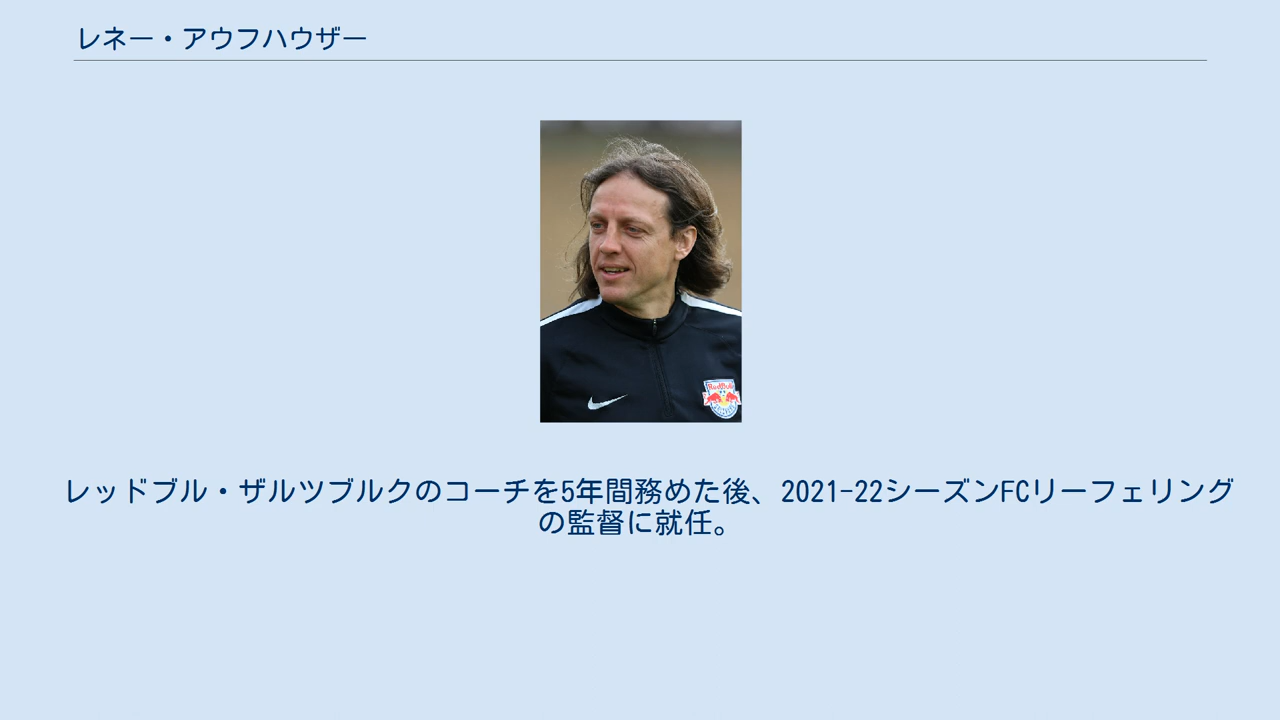 レネー・アウフハウザー
RedBull
レッドブル・ザルツブルクのコーチを5年間務めた後、2021-22シーズンFCリーフェリング
の監督に就任。